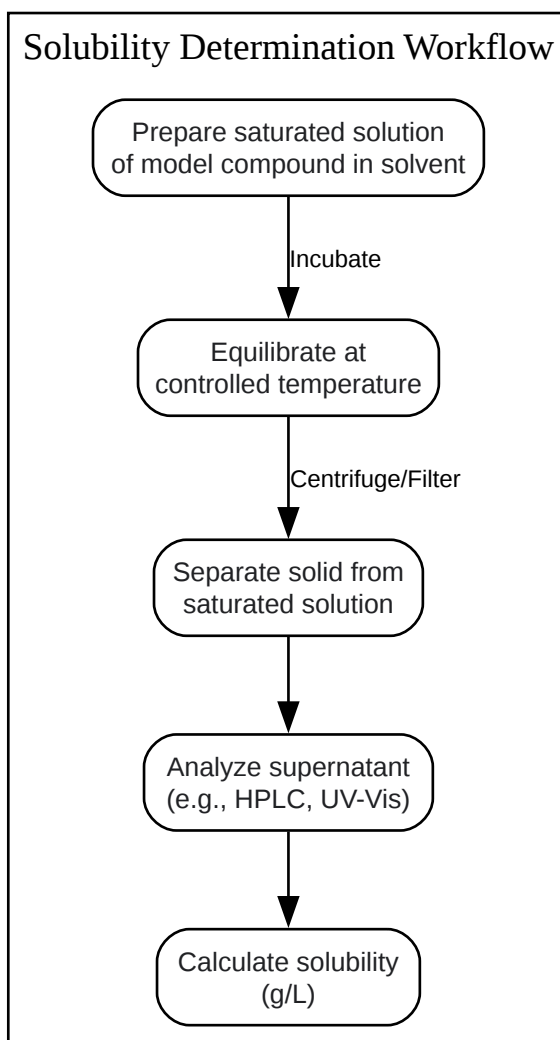 Solubility Determination Workflow
Prepare saturated solution
of model compound in solvent
Incubate
Equilibrate at
controlled temperature
Centrifuge/Filter
Separate solid from
saturated solution
Analyze supernatant
(e.g., HPLC, UV-Vis)
Calculate solubility
(g/L)